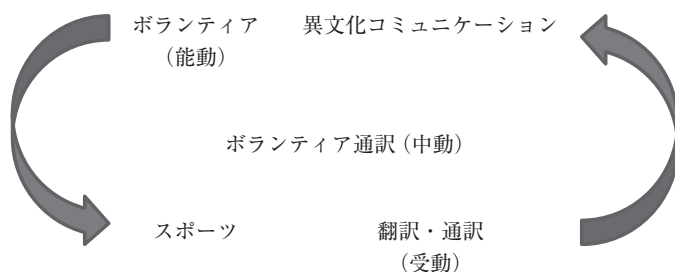 ボランティア 異文化コミュニケーション
（能動）
ボランティア通訳（中動）
スポーツ 翻訳・通訳
（受動）